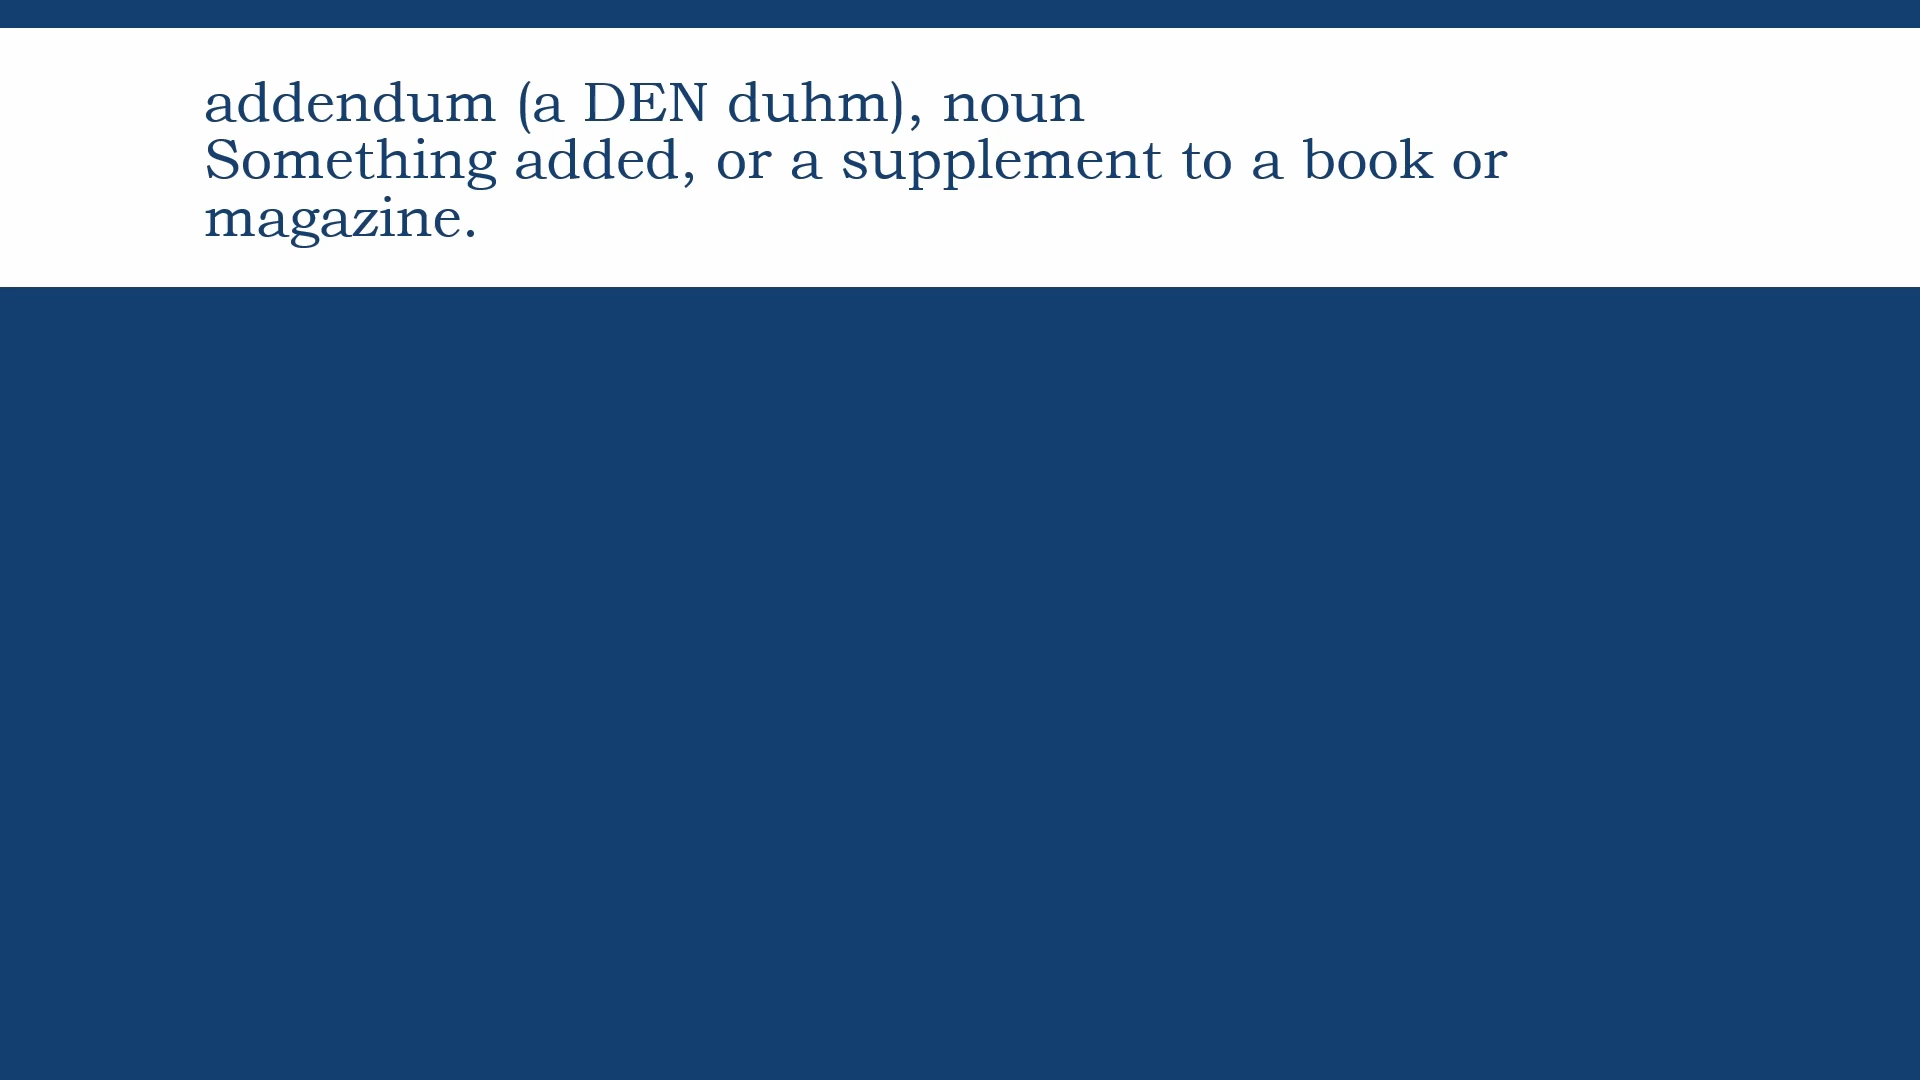 addendum (a DEN duhm), noun
Something added, or a supplement to a book or
magazine.